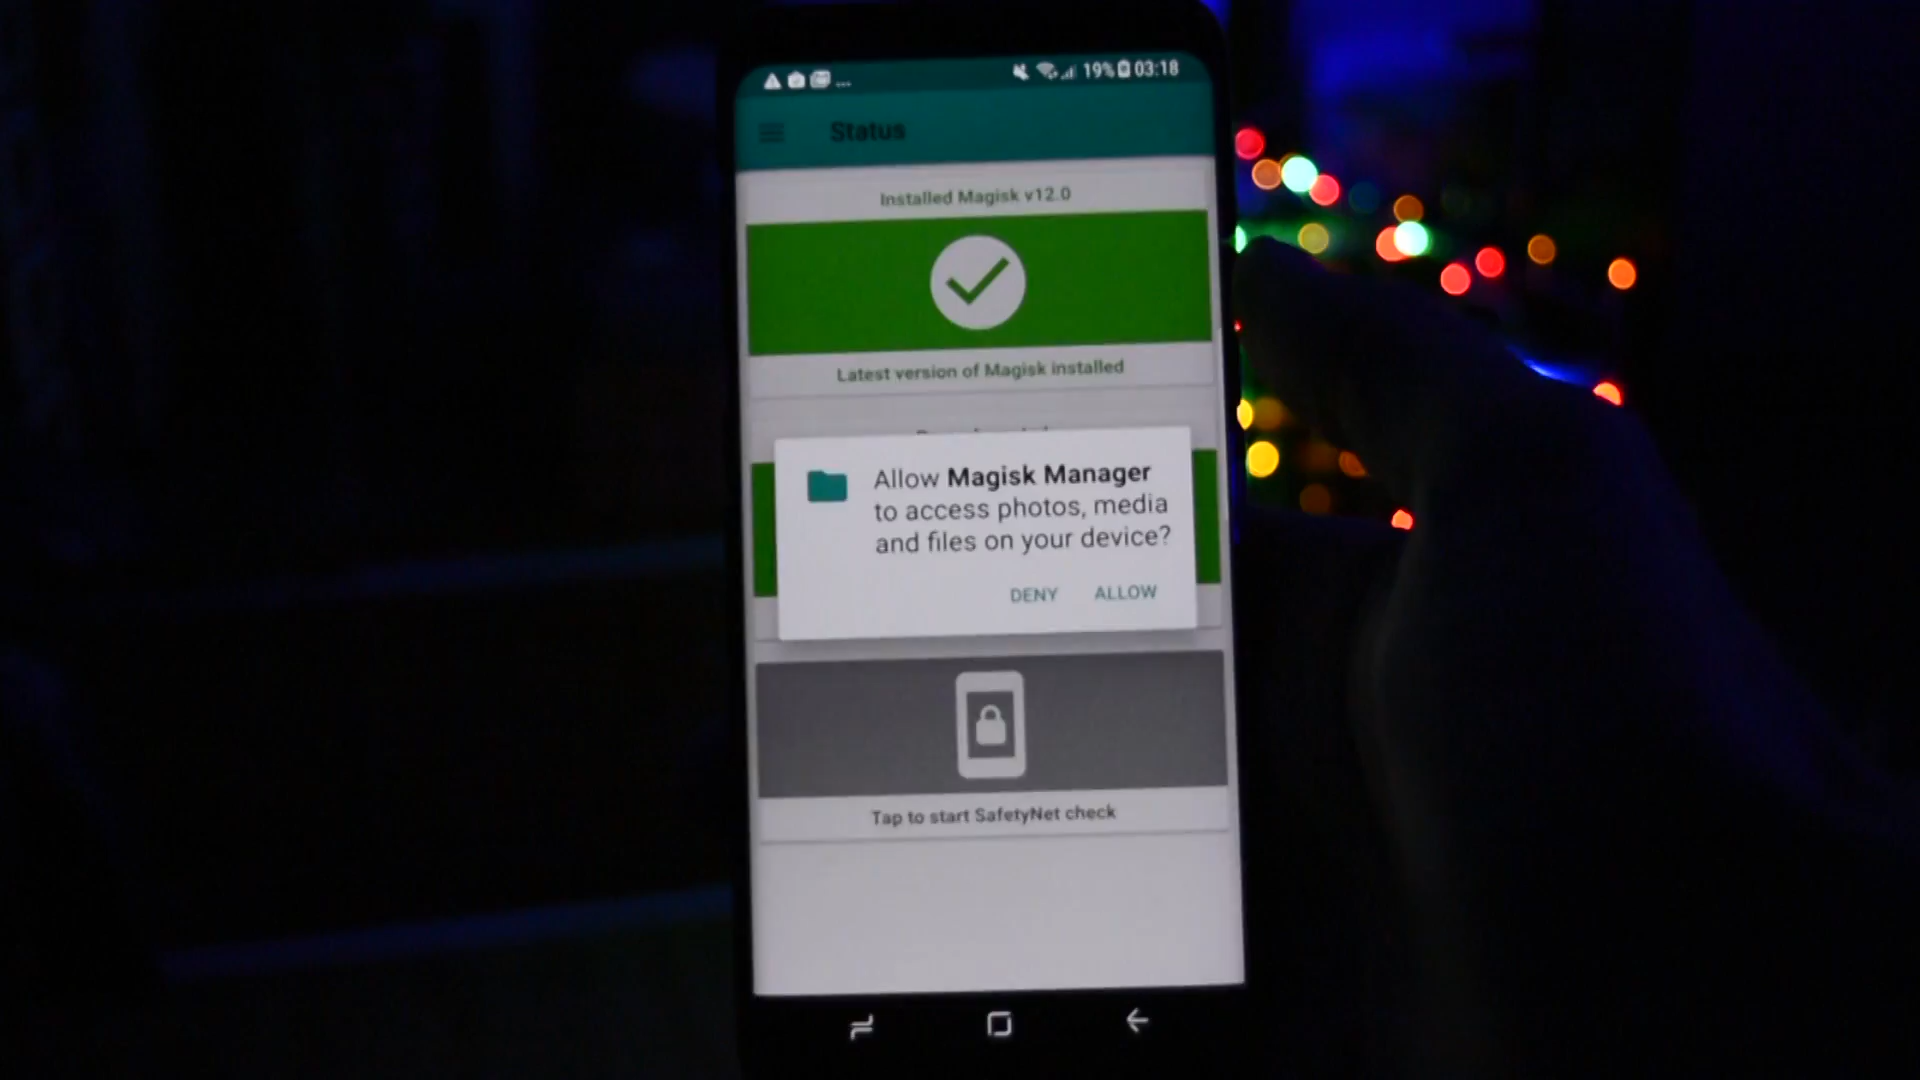 ... 19% 03:18
Status
Installed Magisk v12.0
Latest version of Magisk installed
Allow Magisk Manager
to access photos, media
and files on your device?
DENY ALLOW
Tap to start SafetyNet check